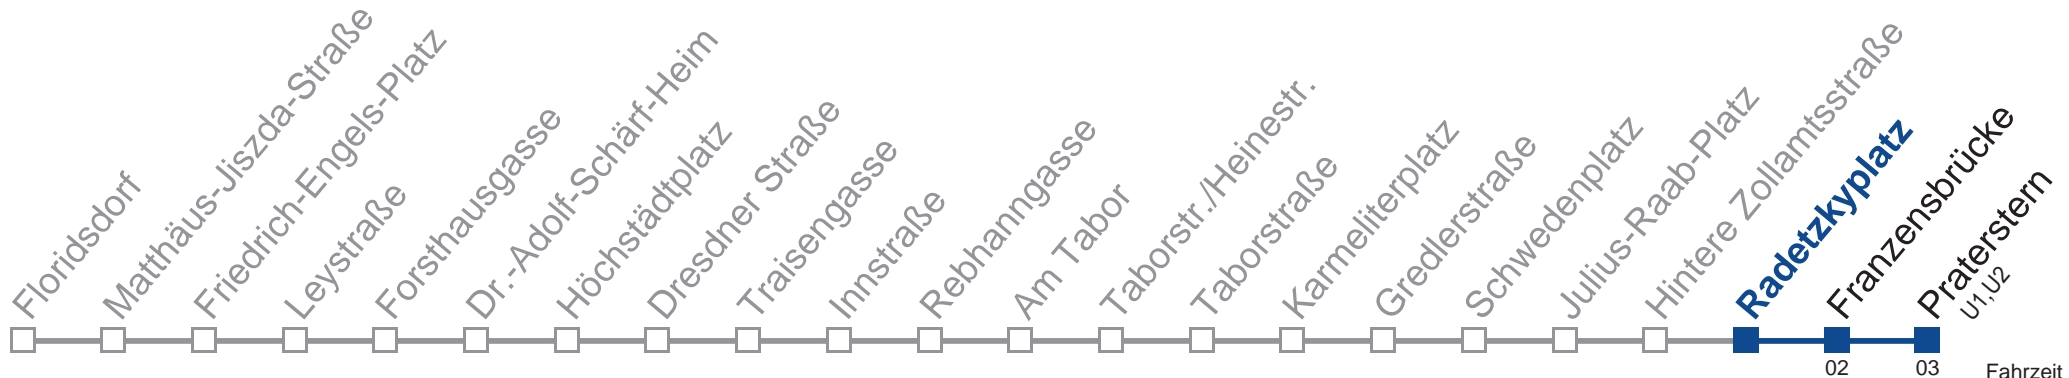 Floridsdorf
Matthäus-Jiszda-Straße
Friedrich-Engels-Platz
Leystraße
Forsthausgasse
Dr.-Adolf-Schärf-Heim
Höchstädtplatz
Dresdner Straße
Traisengasse
Innstraße
Rebhanngasse
Am Tabor
Taborstr./Heinestr.
Taborstraße
Karmeliterplatz
Gredlerstraße
Schwedenplatz
Julius-Raab-Platz
Hintere Zollamtsstraße
Radetzkyplatz
Franzensbrücke
Praterstern
U1,U2
02
03
Fahrzeit